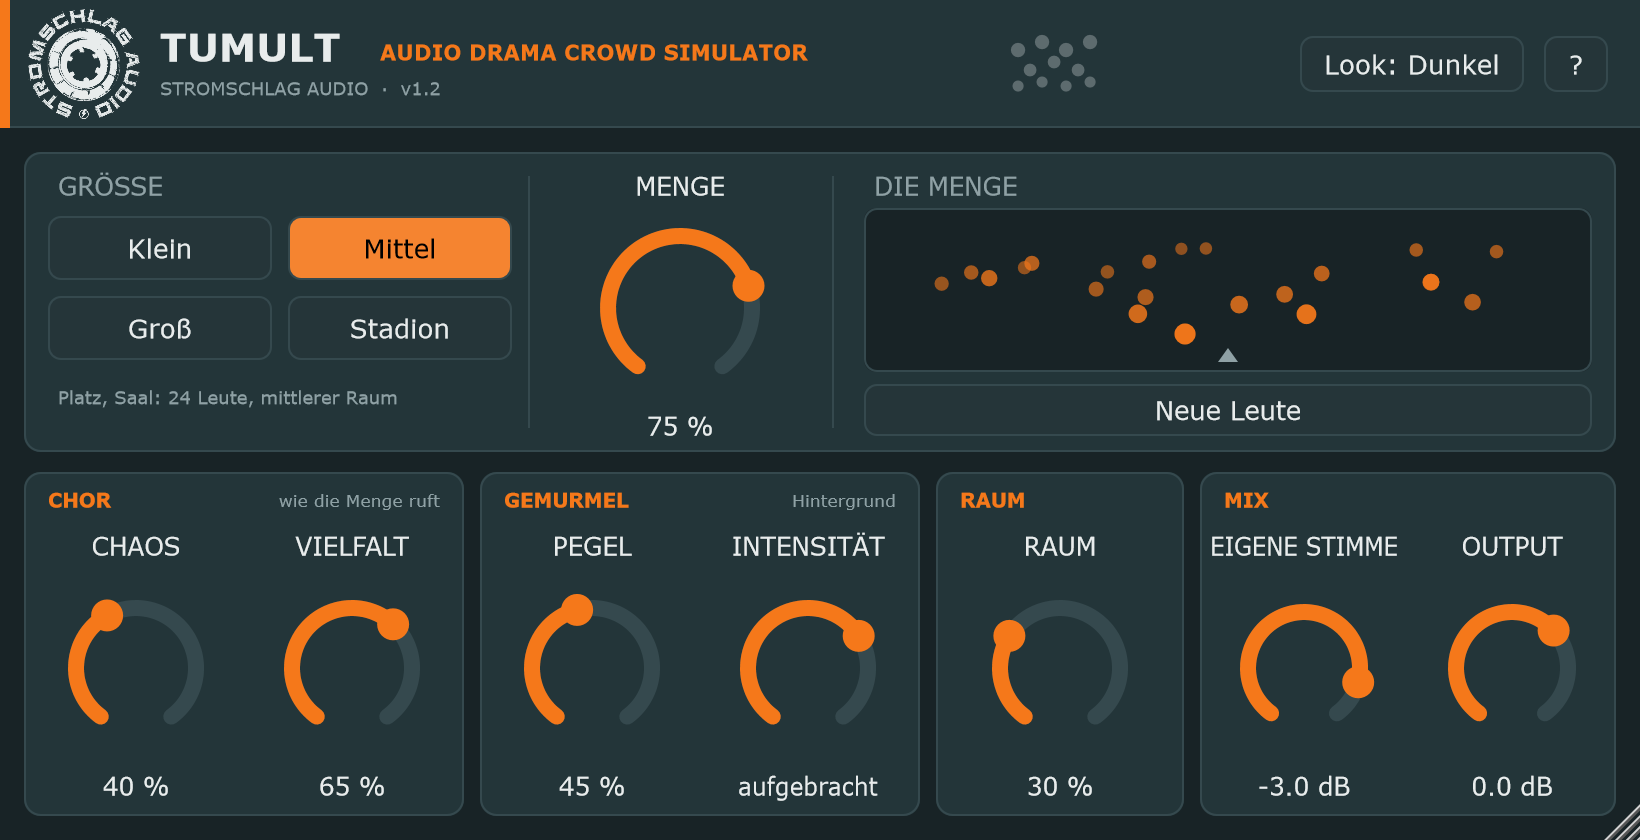 STROMSCHLAG AUDIO
TUMULT
AUDIO DRAMA CROWD SIMULATOR
STROMSCHLAG AUDIO · v1.2
Look: Dunkel
?
GRÖSSE
Klein
Mittel
Groß
Stadion
Platz, Saal: 24 Leute, mittlerer Raum
MENGE
75 %
DIE MENGE
Neue Leute
CHOR
wie die Menge ruft
CHAOS
VIELFALT
40 %
65 %
GEMURMEL
Hintergrund
PEGEL
INTENSITÄT
45 %
aufgebracht
RAUM
RAUM
30 %
MIX
EIGENE STIMME
OUTPUT
-3.0 dB
0.0 dB